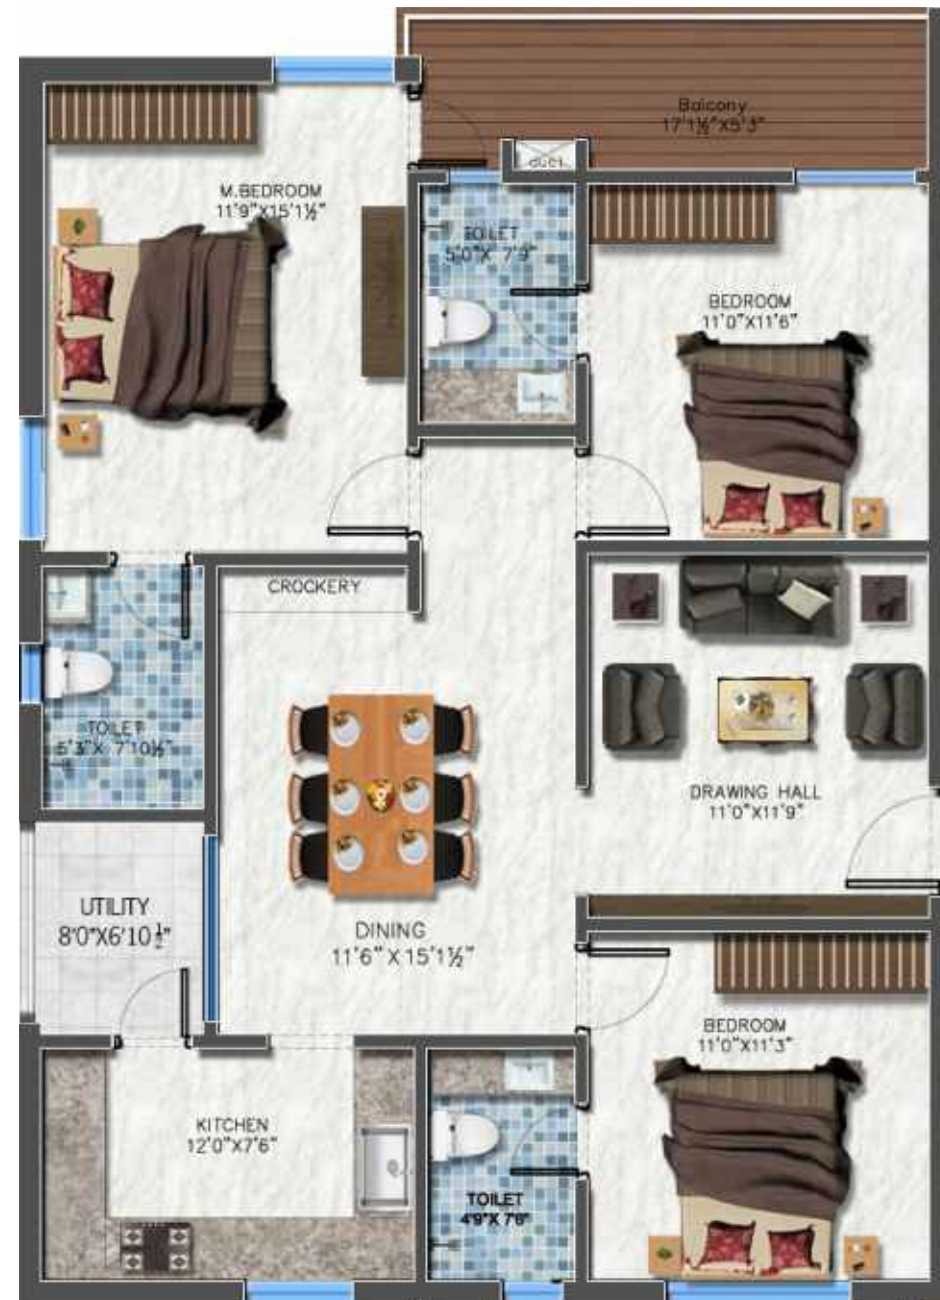 Balcony
17'1½"X5'3"
DUCT
M.BEDROOM
11'9"X15'1½"
TOILET
5'0"X 7'9"
BEDROOM
11'0"X11'6"
CROCKERY
TOILET
5'3"X 7'10½"
DRAWING HALL
11'0"X11'9"
UTILITY
8'0"X6'10½"
DINING
11'6" X 15'1½"
BEDROOM
11'0"X11'3"
KITCHEN
12'0"X7'6"
TOILET
4'9"X 7'6"